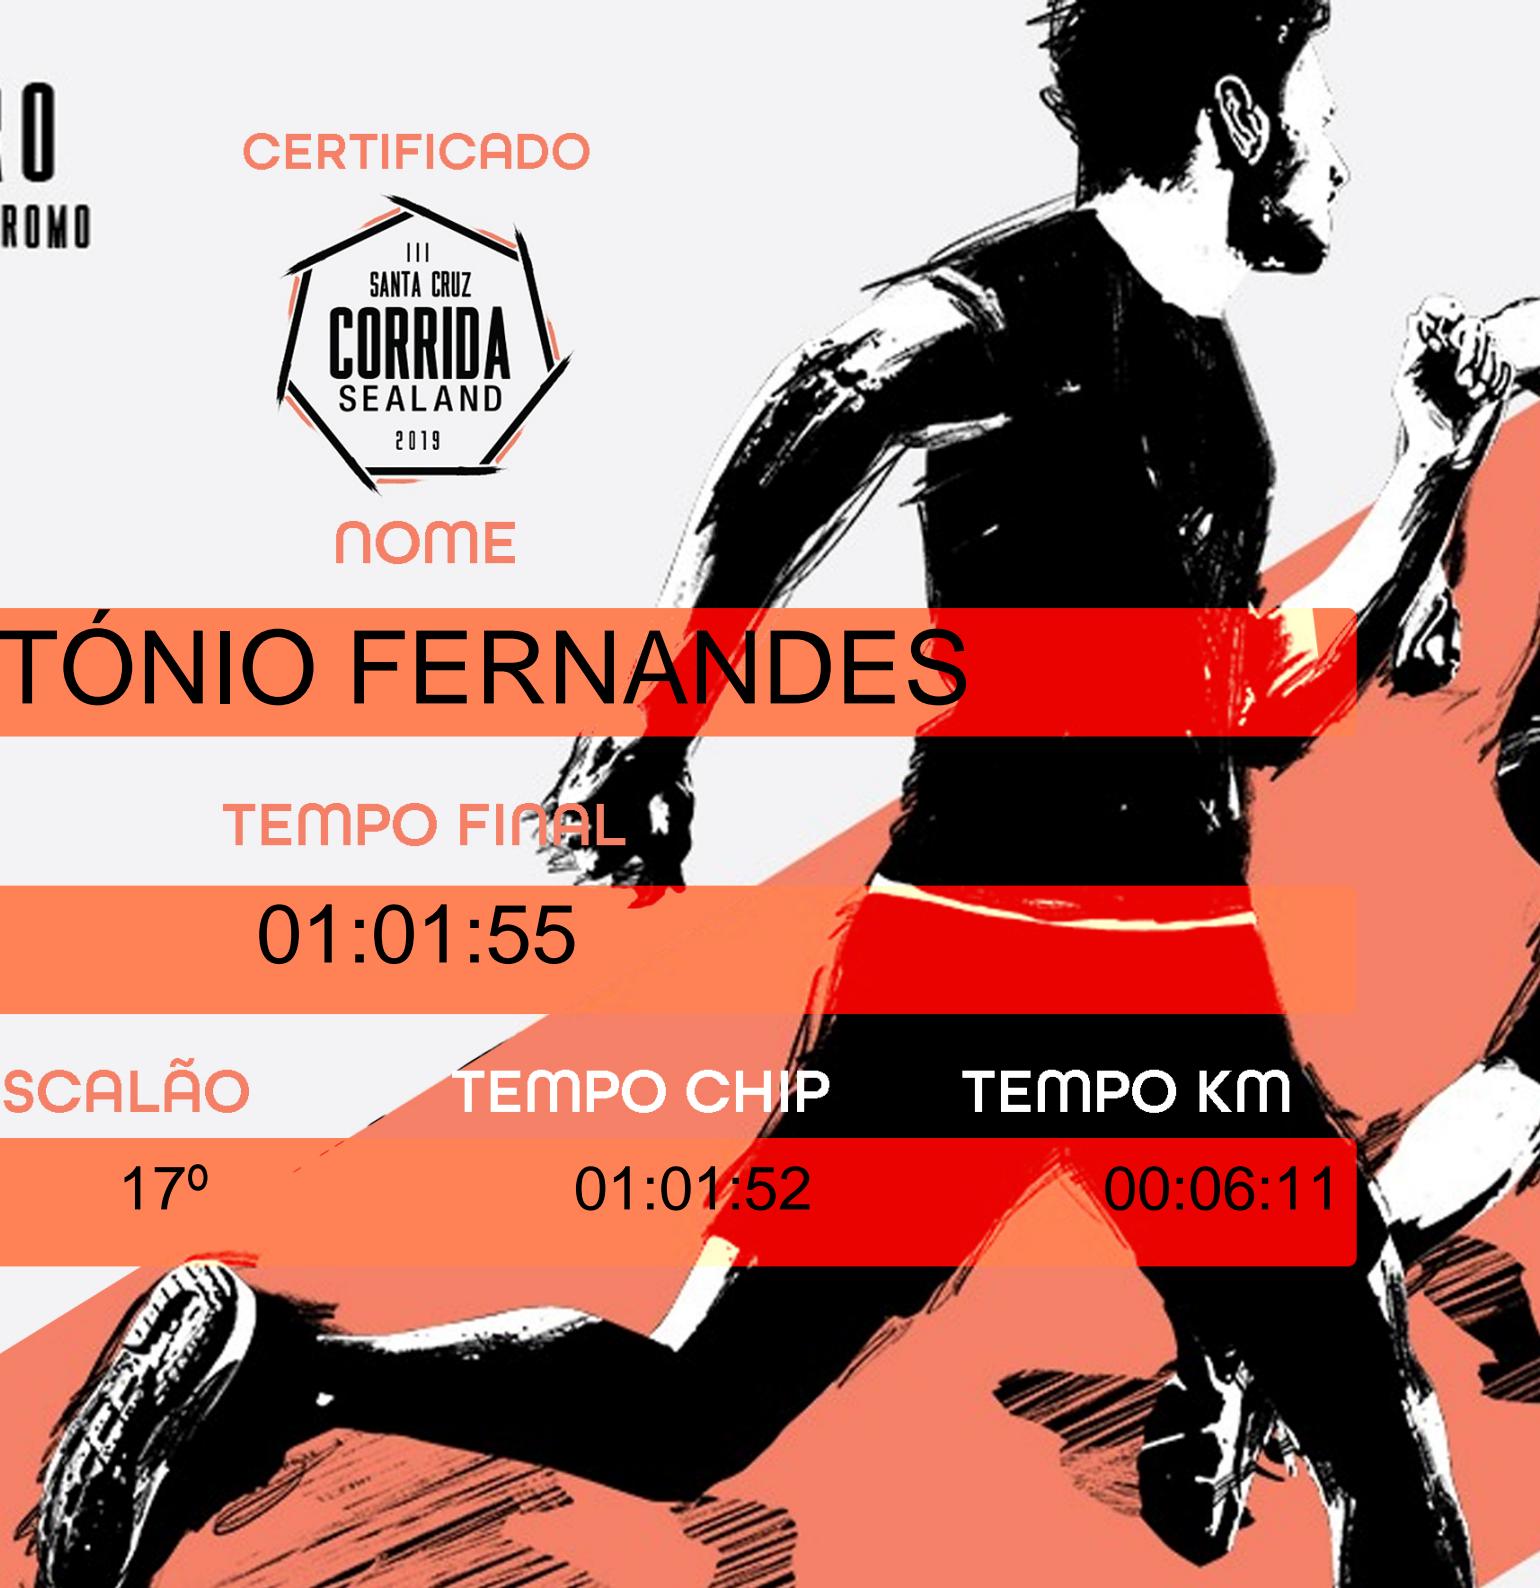 RO
ROMO
CERTIFICADO
III
SANTA CRUZ
CORRIDA
SEALAND
2019
NOME
TÓNIO FERNANDES
TEMPO FINAL
01:01:55
SCALÃO TEMPO CHIP TEMPO KM
17º 01:01:52 00:06:11